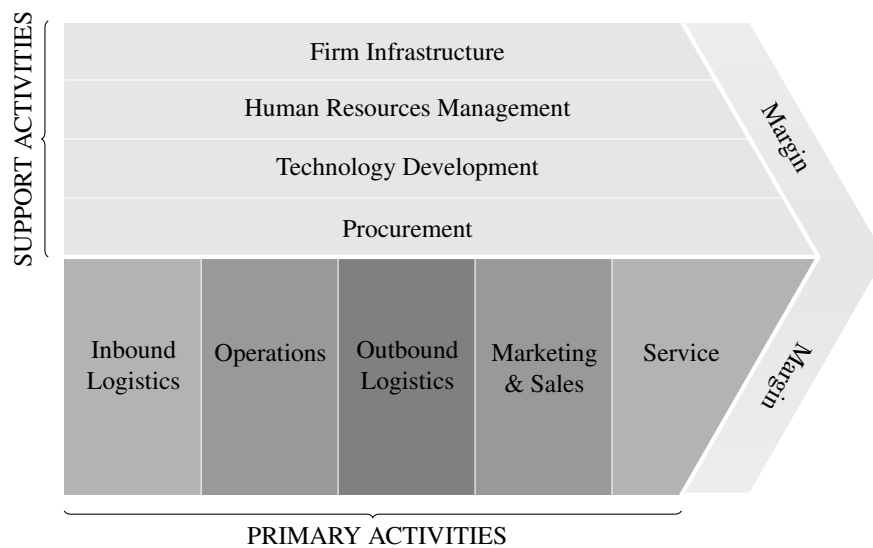 SUPPORT ACTIVITIES
Firm Infrastructure
Human Resources Management
Technology Development
Procurement
Margin
Inbound
Logistics
Operations
Outbound
Logistics
Marketing
& Sales
Service
Margin
PRIMARY ACTIVITIES